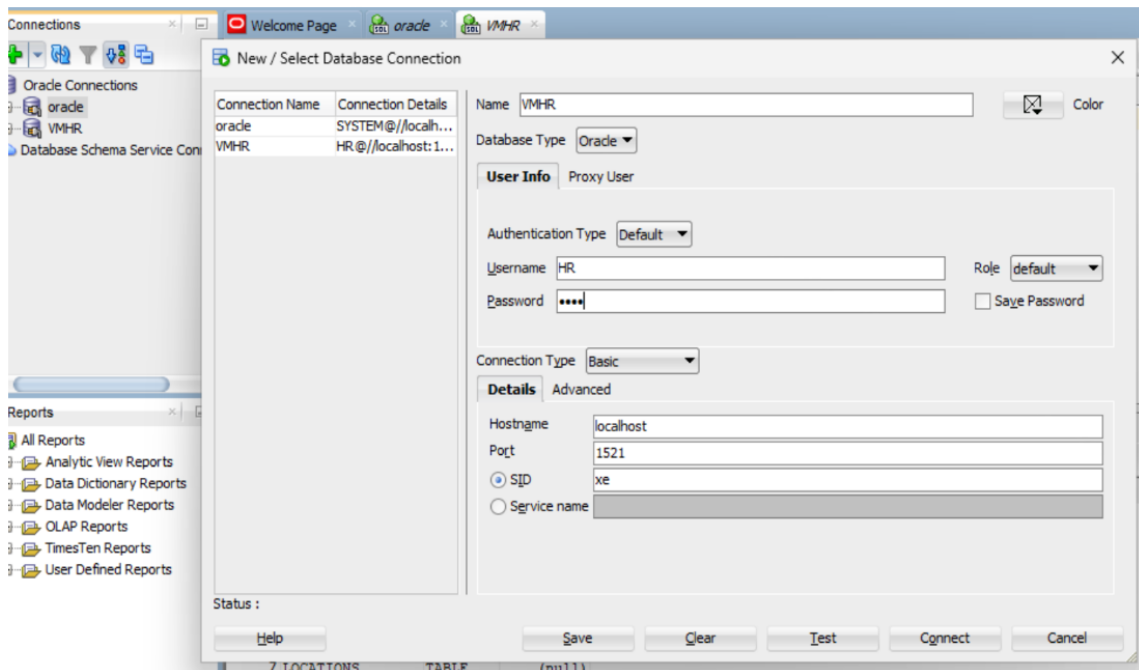 Connections
Welcome Page
oracle
VMHR
Oracle Connections
oracle
VMHR
Database Schema Service Con
Reports
All Reports
Analytic View Reports
Data Dictionary Reports
Data Modeler Reports
OLAP Reports
TimesTen Reports
User Defined Reports
New / Select Database Connection
Connection Name Connection Details
oracle SYSTEM@//localh...
VMHR HR@//localhost:1...
Name VMHR
Color
Database Type Oracle
User Info Proxy User
Authentication Type Default
Username HR
Role default
Password ••••
Save Password
Connection Type Basic
Details Advanced
Hostname localhost
Port 1521
SID xe
Service name
Status :
Help Save Clear Test Connect Cancel
7 LOCATIONS TABLE (null)